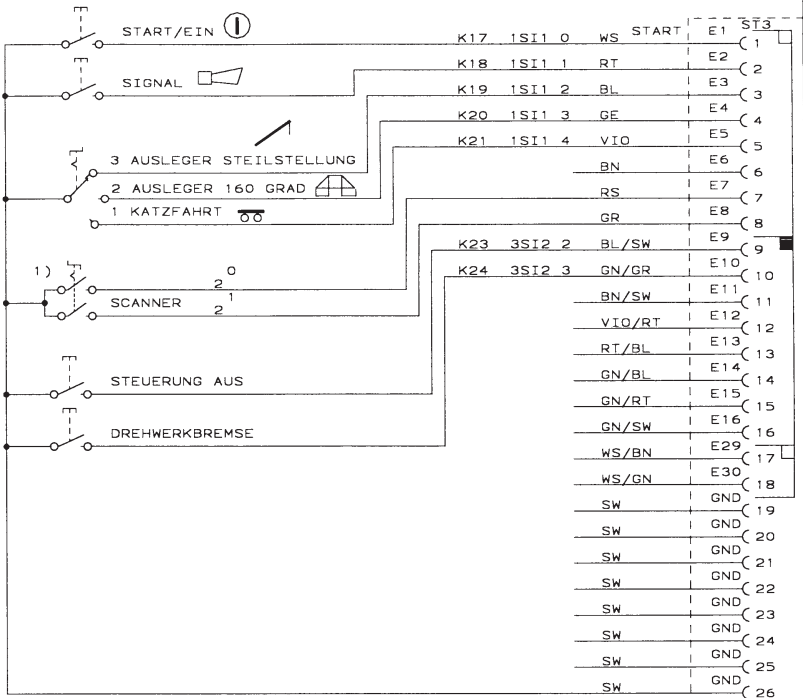 START/EIN
K17 1SI1 0 WS START E1 ST3
1
SIGNAL
K18 1SI1 1 RT E2
2
K19 1SI1 2 BL E3
3
K20 1SI1 3 GE E4
4
K21 1SI1 4 VIO E5
5
3 AUSLEGER STEILSTELLUNG
BN E6
6
2 AUSLEGER 160 GRAD
RS E7
7
1 KATZFAHRT
GR E8
8
K23 3SI2 2 BL/SW E9
9
1) 2 0
K24 3SI2 3 GN/GR E10
10
SCANNER 2 1
BN/SW E11
11
VIO/RT E12
12
RT/BL E13
13
STEUERUNG AUS
GN/BL E14
14
GN/RT E15
15
DREHWERKBREMSE
GN/SW E16
16
WS/BN E29
17
WS/GN E30
18
SW GND
19
SW GND
20
SW GND
21
SW GND
22
SW GND
23
SW GND
24
SW GND
25
SW GND
26